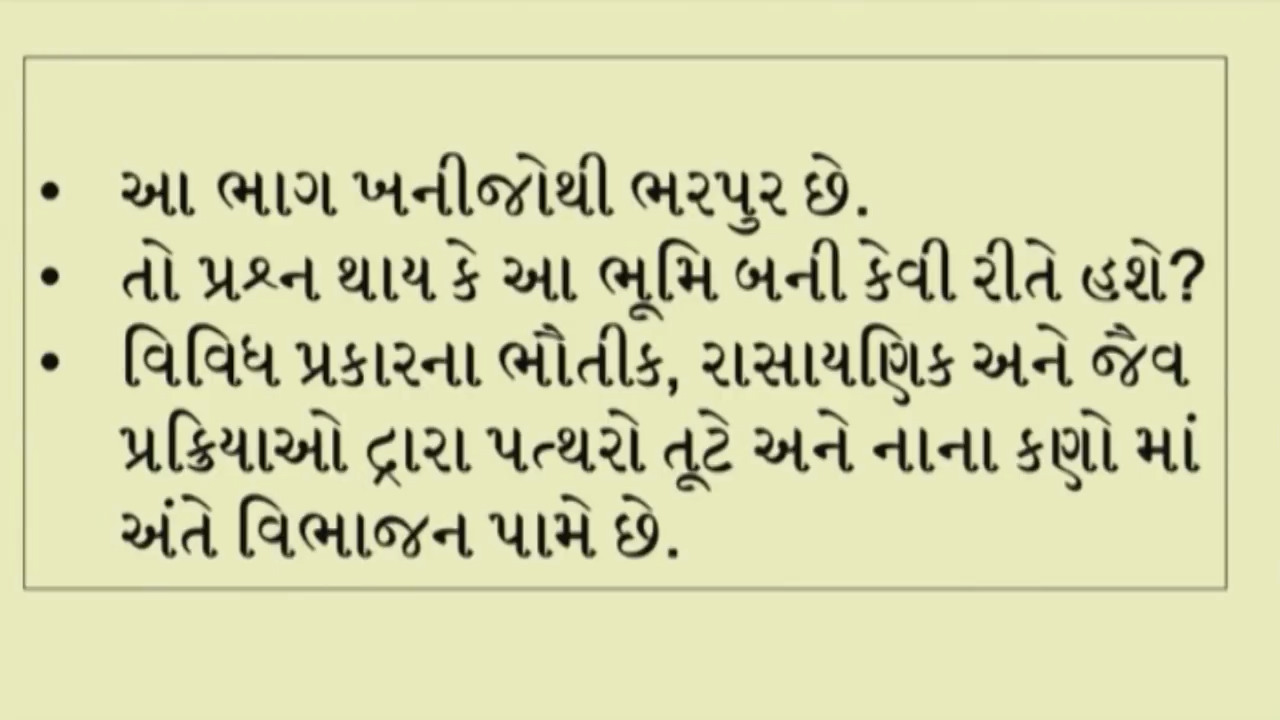 • આ ભાગ ખનીજોથી ભરપુર છે.
• તો પ્રશ્ન થાય કે આ ભૂમિ બની કેવી રીતે હશે?
• વિવિધ પ્રકારના ભૌતીક, રાસાયણિક અને જૈવ
પ્રક્રિયાઓ દ્રારા પત્થરો તૂટે અને નાના કણો માં
અંતે વિભાજન પામે છે.